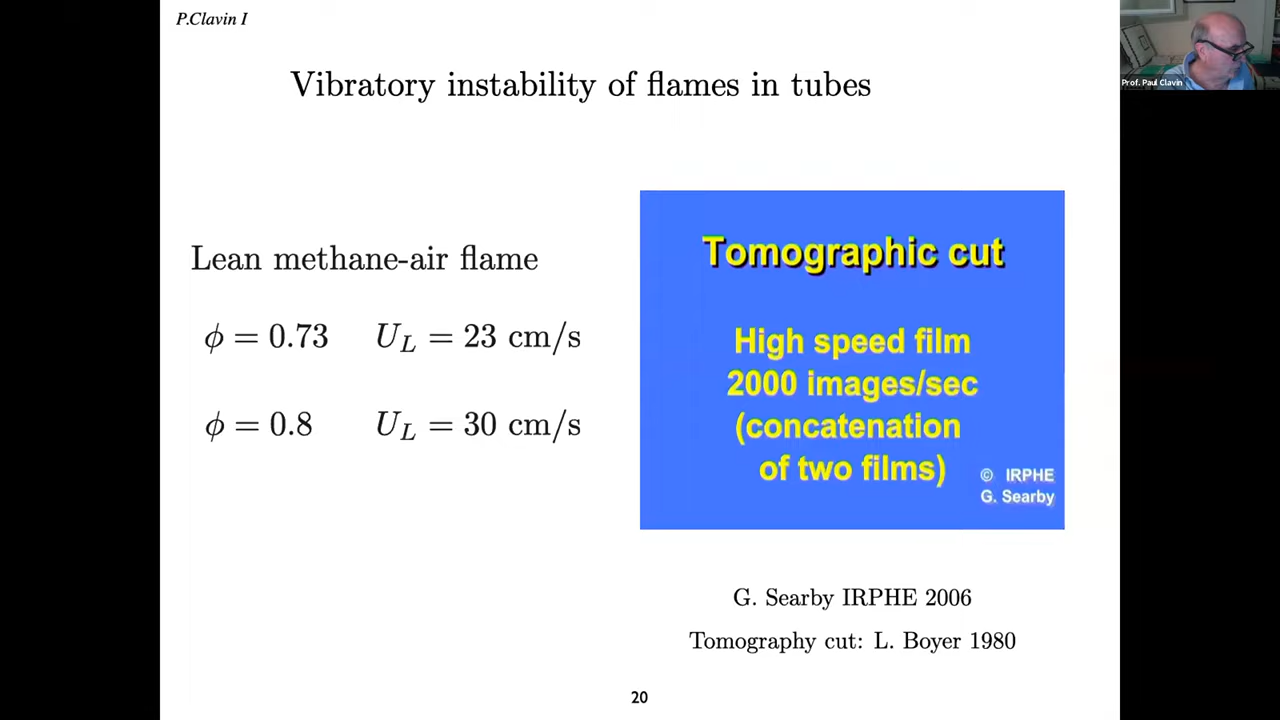 P.Clavin I
Prof. Paul Clavin
Vibratory instability of flames in tubes
Lean methane-air flame
ϕ = 0.73 U_L = 23 cm/s
ϕ = 0.8 U_L = 30 cm/s
Tomographic cut
High speed film
2000 images/sec
(concatenation
of two films)
© IRPHE
G. Searby
G. Searby IRPHE 2006
Tomography cut: L. Boyer 1980
20